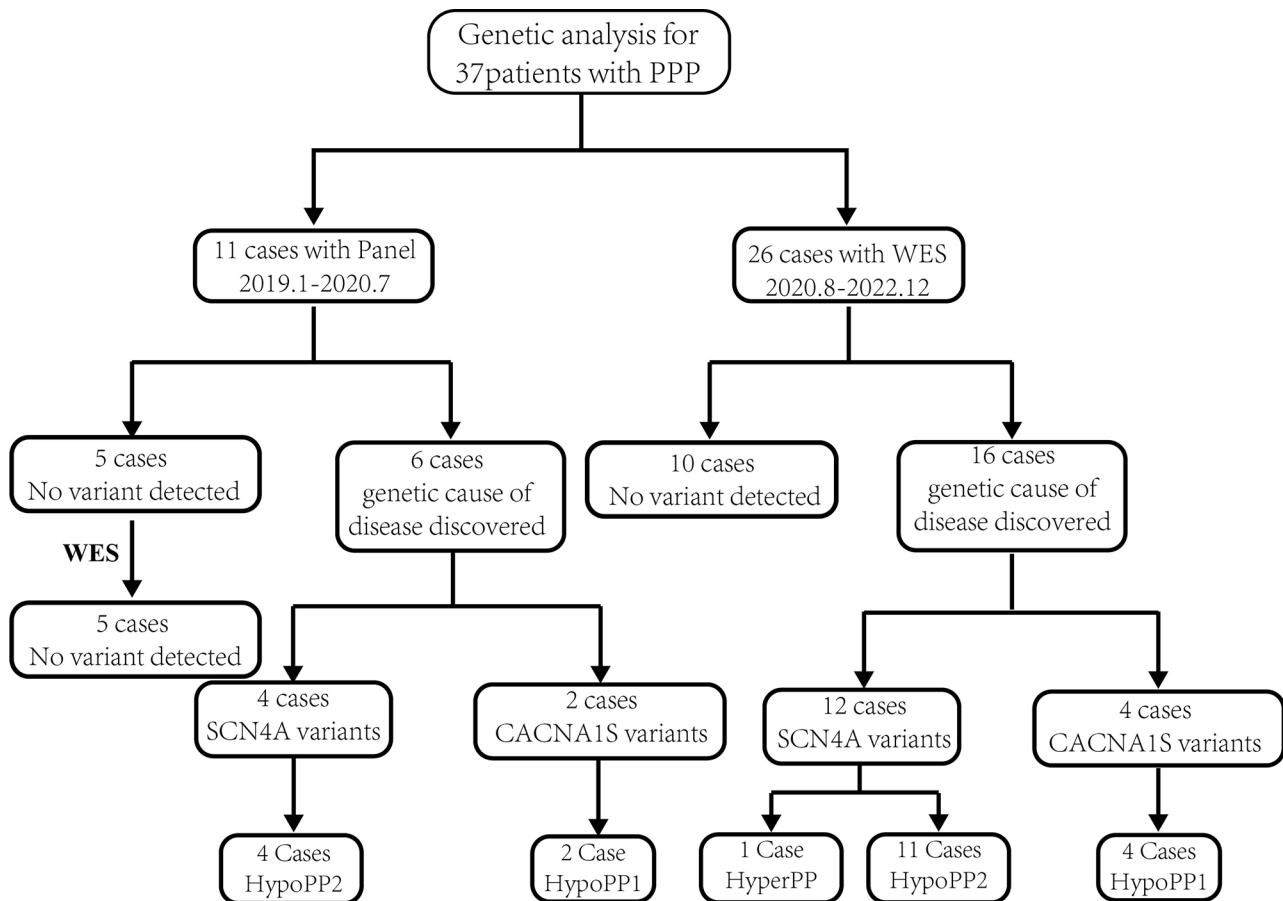 Genetic analysis for
37patients with PPP
11 cases with Panel
2019.1-2020.7
26 cases with WES
2020.8-2022.12
5 cases
No variant detected
6 cases
genetic cause of
disease discovered
10 cases
No variant detected
16 cases
genetic cause of
disease discovered
WES
5 cases
No variant detected
4 cases
SCN4A variants
2 cases
CACNA1S variants
12 cases
SCN4A variants
4 cases
CACNA1S variants
4 Cases
HypoPP2
2 Case
HypoPP1
1 Case
HyperPP
11 Cases
HypoPP2
4 Cases
HypoPP1